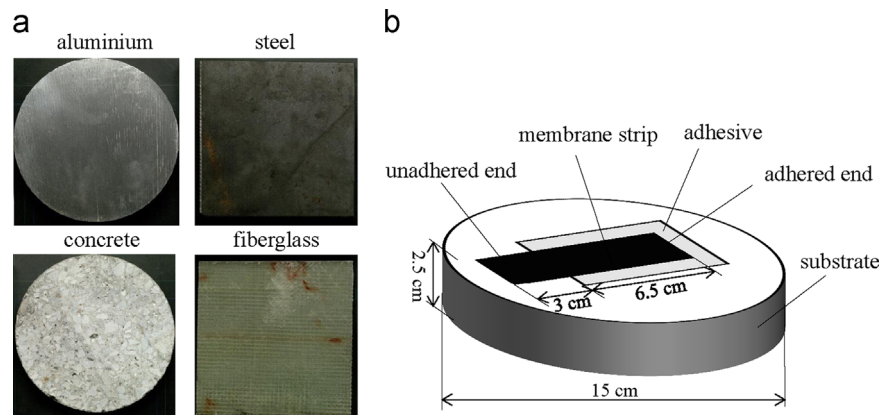 a
aluminium
steel
concrete
fiberglass
b
membrane strip
adhesive
unadhered end
adhered end
substrate
2.5 cm
3 cm
6.5 cm
15 cm